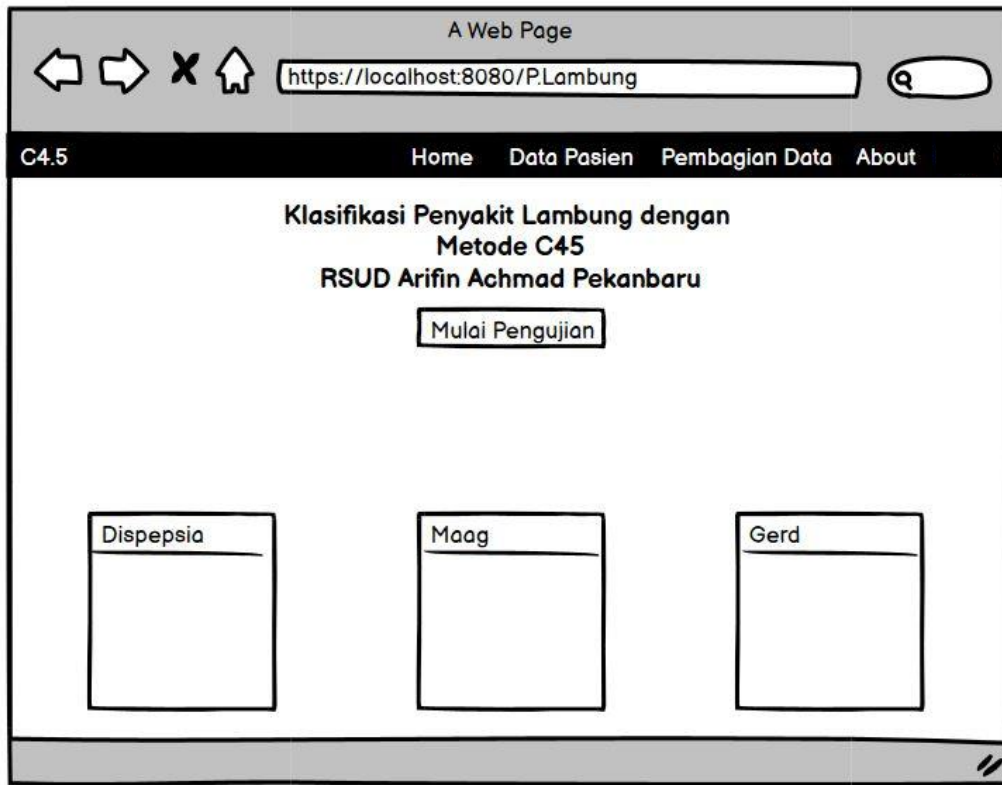 A Web Page
https://localhost:8080/P.Lambung
C4.5 Home Data Pasien Pembagian Data About
Klasifikasi Penyakit Lambung dengan
Metode C45
RSUD Arifin Achmad Pekanbaru
Mulai Pengujian
Dispepsia Maag Gerd